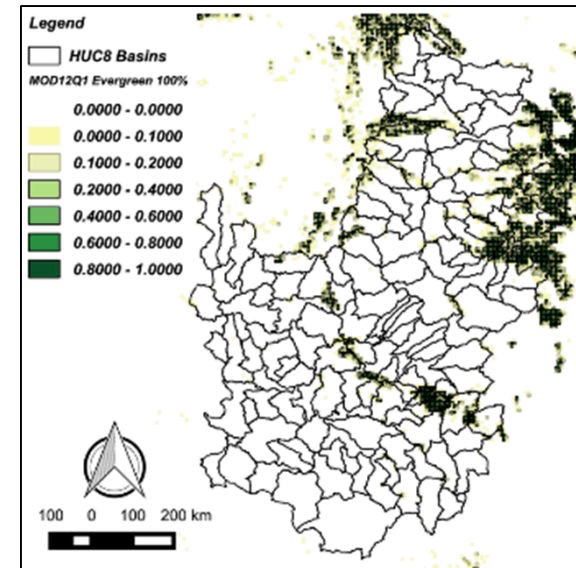 Legend
HUC8 Basins
MOD12Q1 Evergreen 100%
0.0000 - 0.0000
0.0000 - 0.1000
0.1000 - 0.2000
0.2000 - 0.4000
0.4000 - 0.6000
0.6000 - 0.8000
0.8000 - 1.0000
100 0 100 200 km